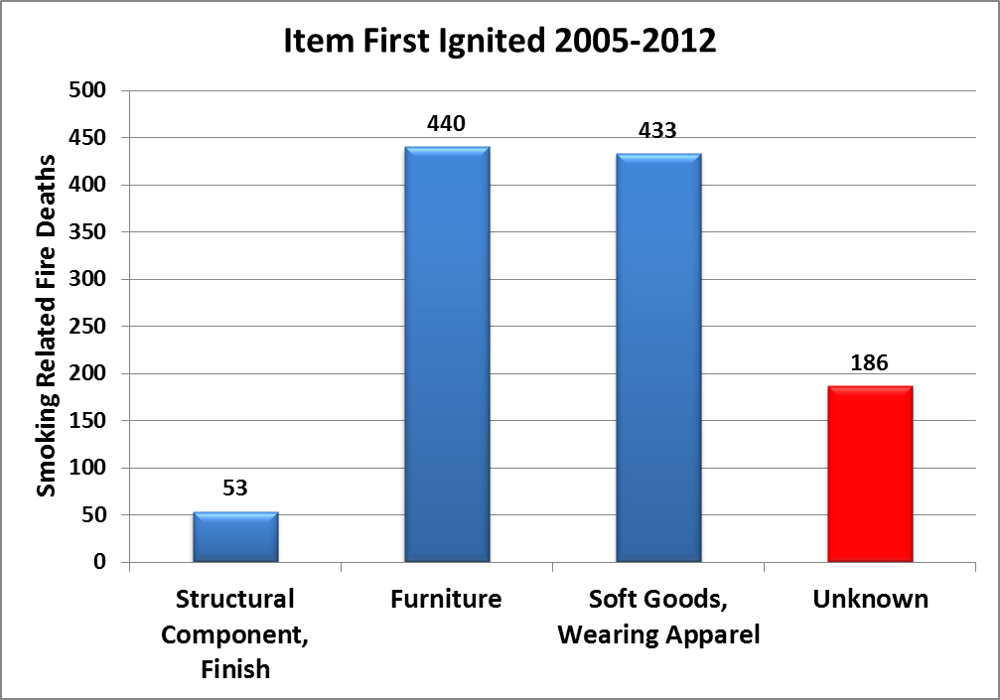 Item First Ignited 2005-2012
Smoking Related Fire Deaths
500
450
400
350
300
250
200
150
100
50
0
53
440
433
186
Structural
Component,
Finish
Furniture
Soft Goods,
Wearing Apparel
Unknown